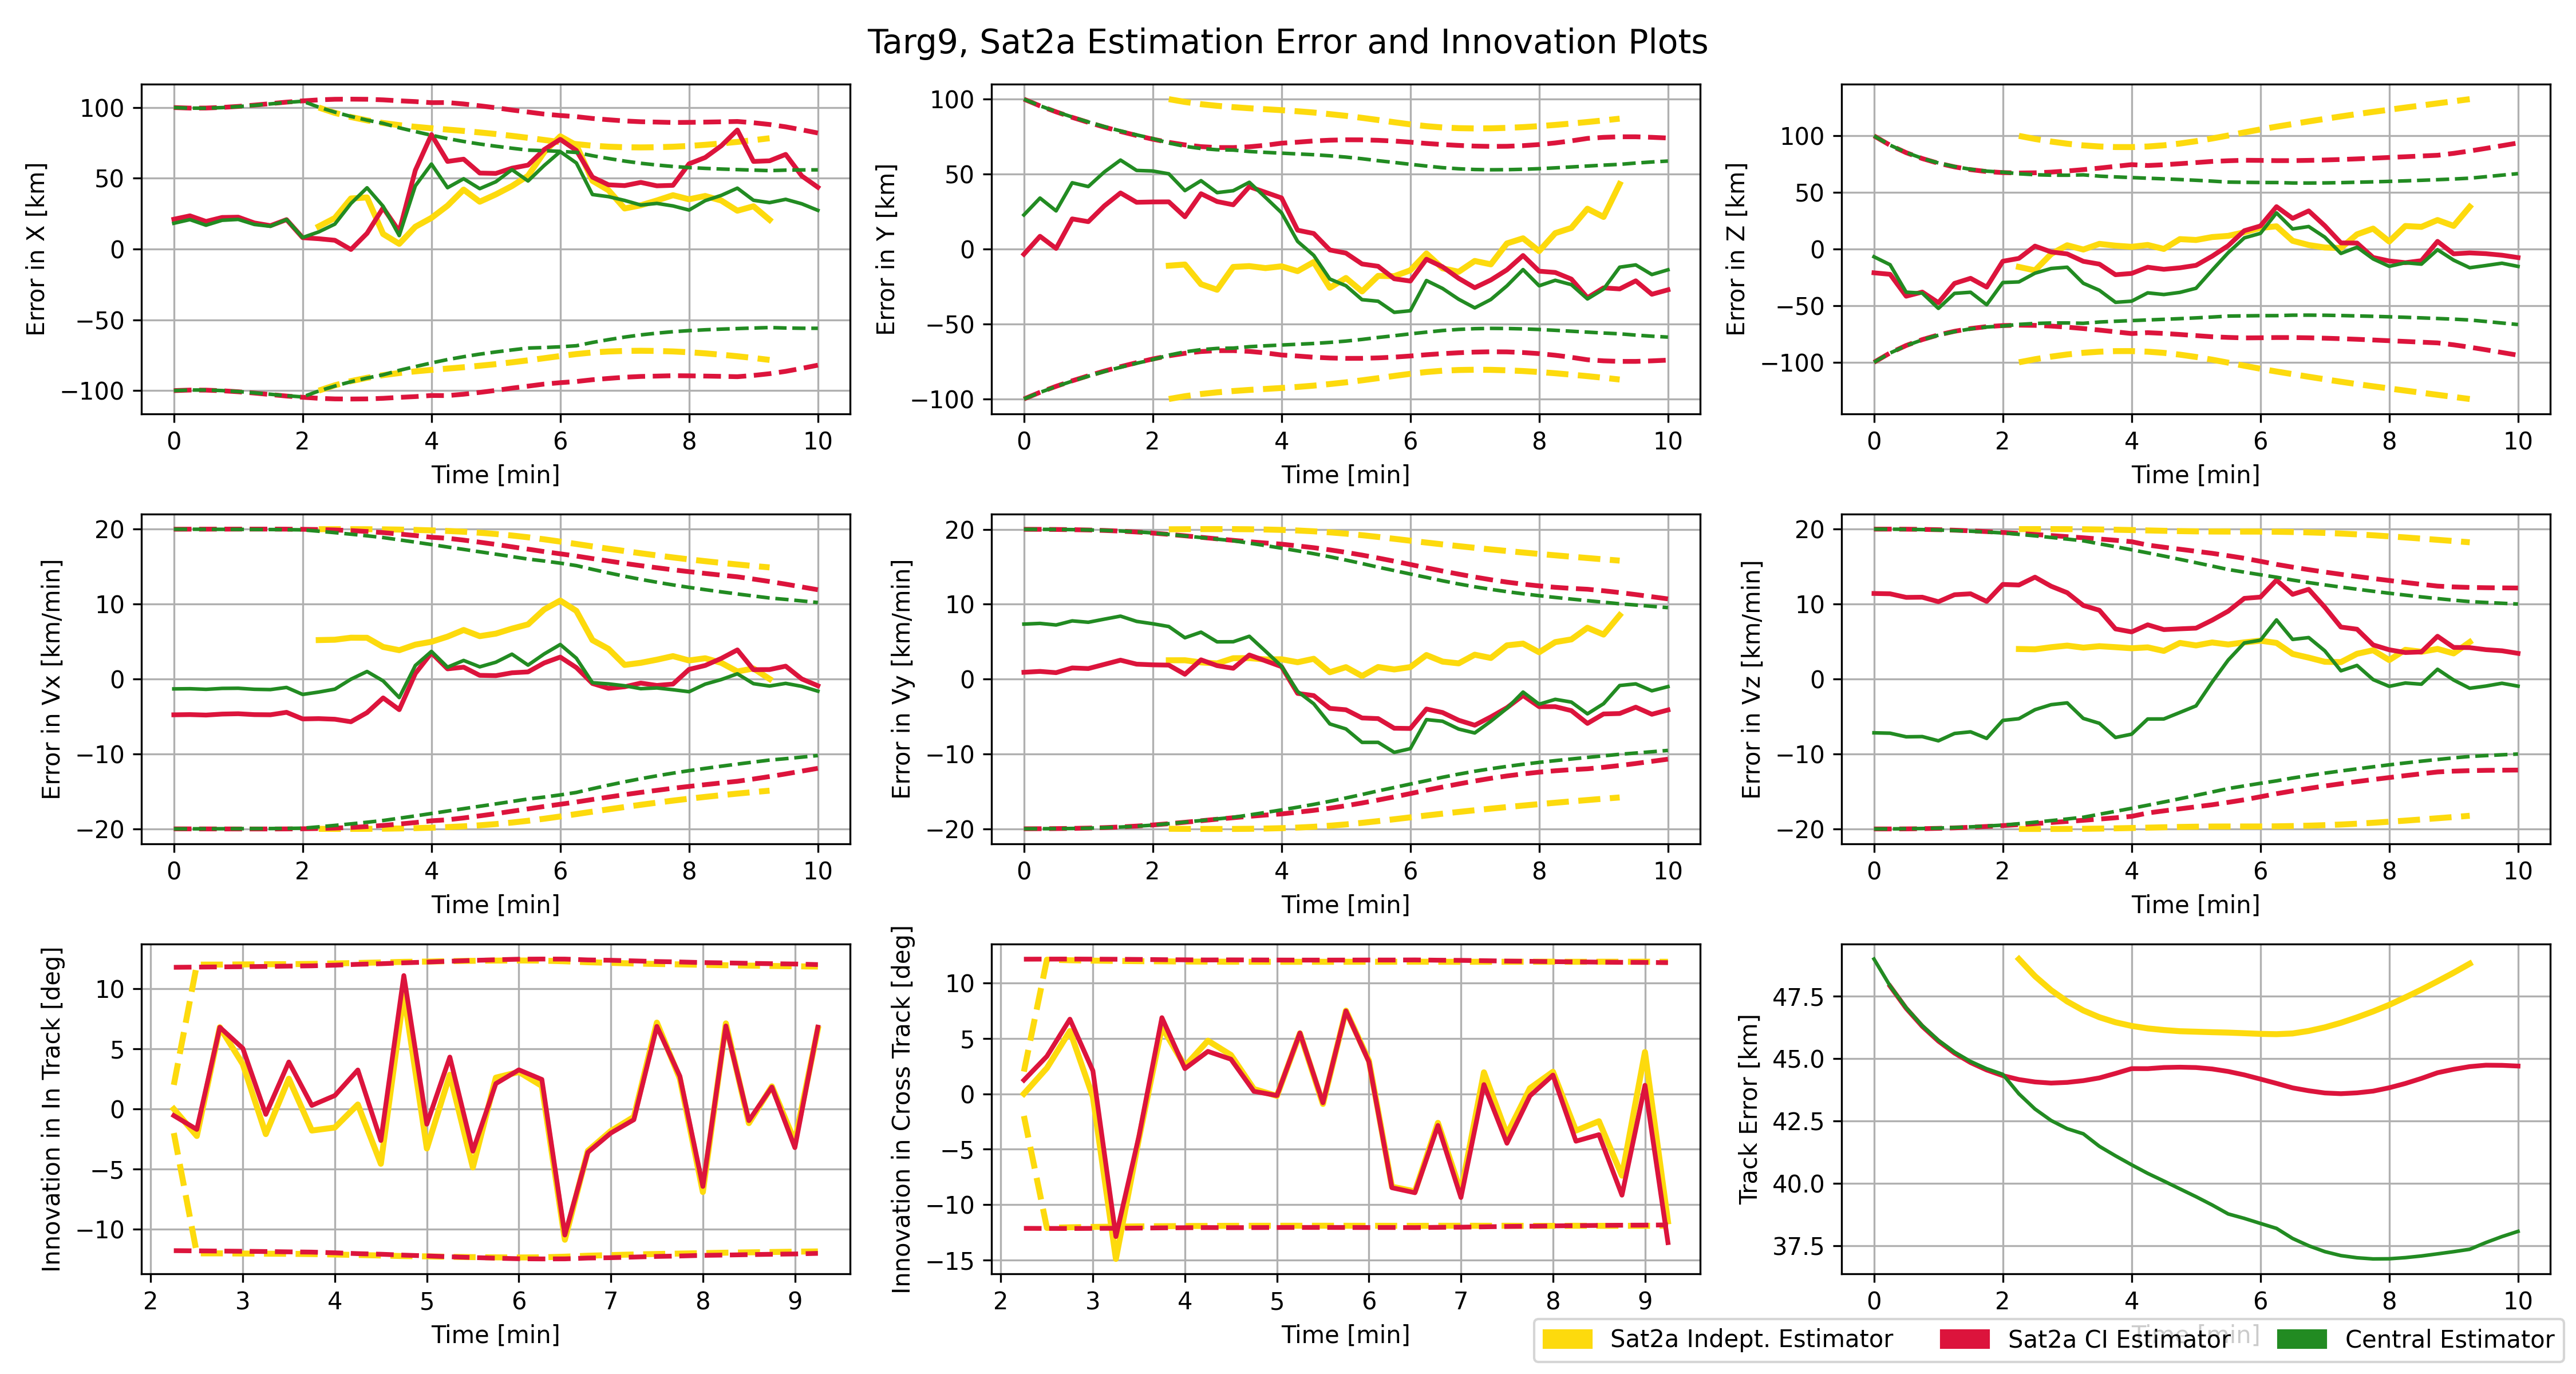 Targ9, Sat2a Estimation Error and Innovation Plots
Error in X [km]
100
50
0
−50
−100
0 2 4 6 8 10
Time [min]
Error in Y [km]
100
50
0
−50
−100
0 2 4 6 8 10
Time [min]
Error in Z [km]
100
50
0
−50
−100
0 2 4 6 8 10
Time [min]
Error in Vx [km/min]
20
10
0
−10
−20
0 2 4 6 8 10
Time [min]
Error in Vy [km/min]
20
10
0
−10
−20
0 2 4 6 8 10
Time [min]
Error in Vz [km/min]
20
10
0
−10
−20
0 2 4 6 8 10
Time [min]
Innovation in In Track [deg]
10
5
0
−5
−10
2 3 4 5 6 7 8 9
Time [min]
Innovation in Cross Track [deg]
10
5
0
−5
−10
−15
2 3 4 5 6 7 8 9
Time [min]
Track Error [km]
47.5
45.0
42.5
40.0
37.5
0 2 4 6 8 10
Time [min]
Sat2a Indept. Estimator Sat2a CI Estimator Central Estimator